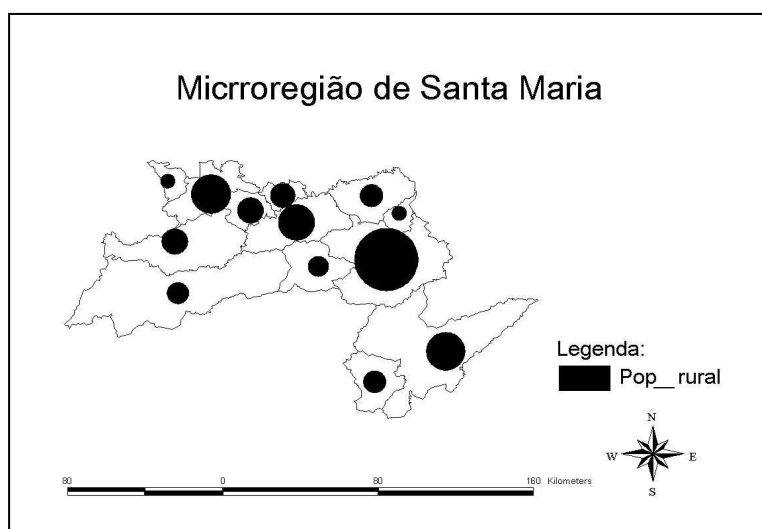 Micrroregião de Santa Maria
Legenda:
Pop__rural
N
W E
S
80 0 80 160 Kilometers